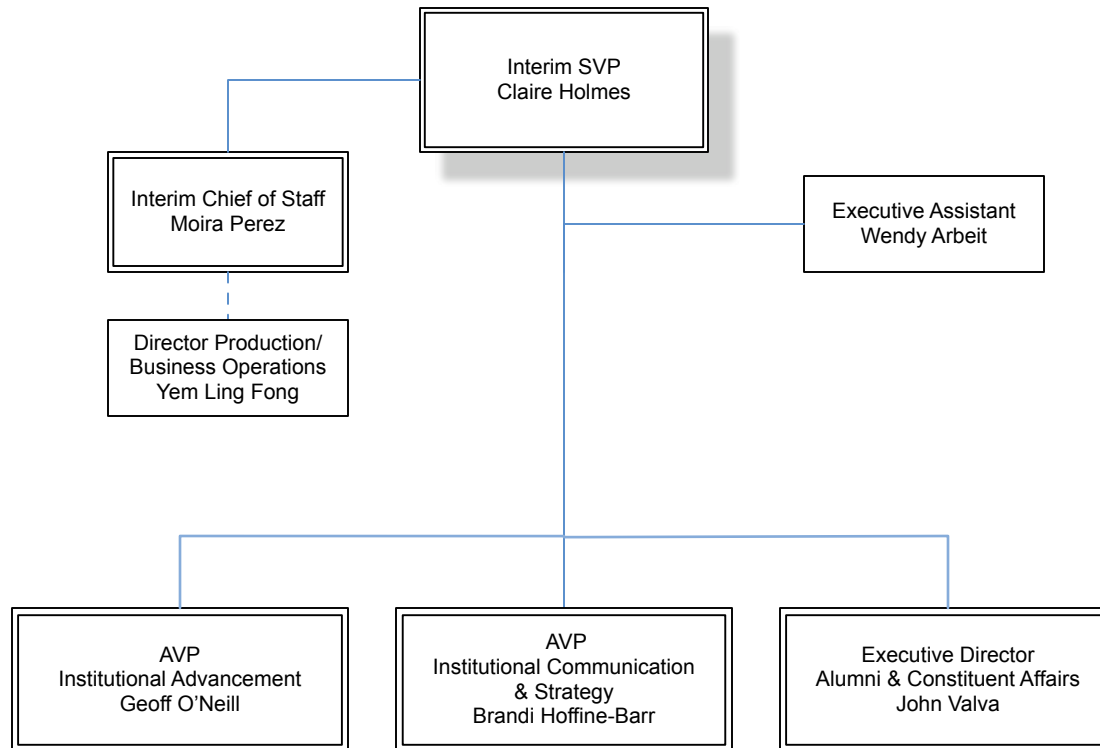 Interim SVP
Claire Holmes
Interim Chief of Staff
Moira Perez
Executive Assistant
Wendy Arbeit
Director Production/
Business Operations
Yem Ling Fong
AVP
Institutional Advancement
Geoff O’Neill
AVP
Institutional Communication
& Strategy
Brandi Hoffine-Barr
Executive Director
Alumni & Constituent Affairs
John Valva